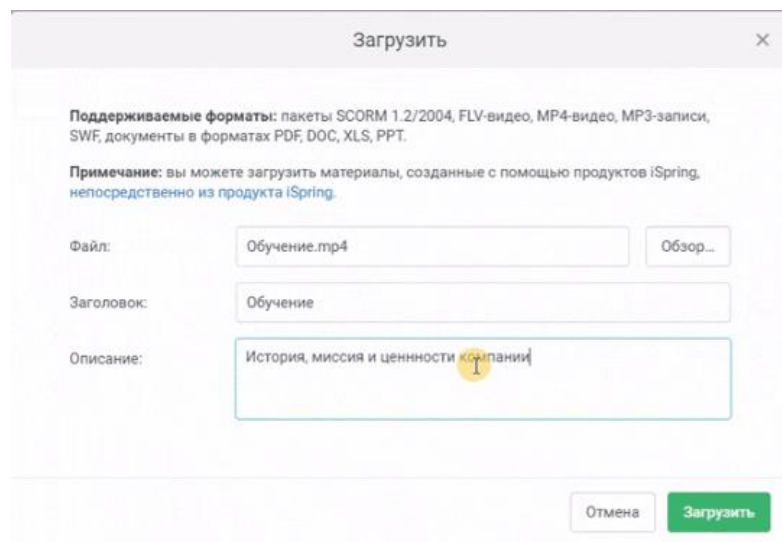 Загрузить
Поддерживаемые форматы: пакеты SCORM 1.2/2004, FLV-видео, MP4-видео, MP3-записи,
SWF, документы в форматах PDF, DOC, XLS, PPT.
Примечание: вы можете загрузить материалы, созданные с помощью продуктов iSpring,
непосредственно из продукта iSpring.
Файл: Обучение.mp4 Обзор...
Заголовок: Обучение
Описание: История, миссия и ценнности компании
Отмена Загрузить